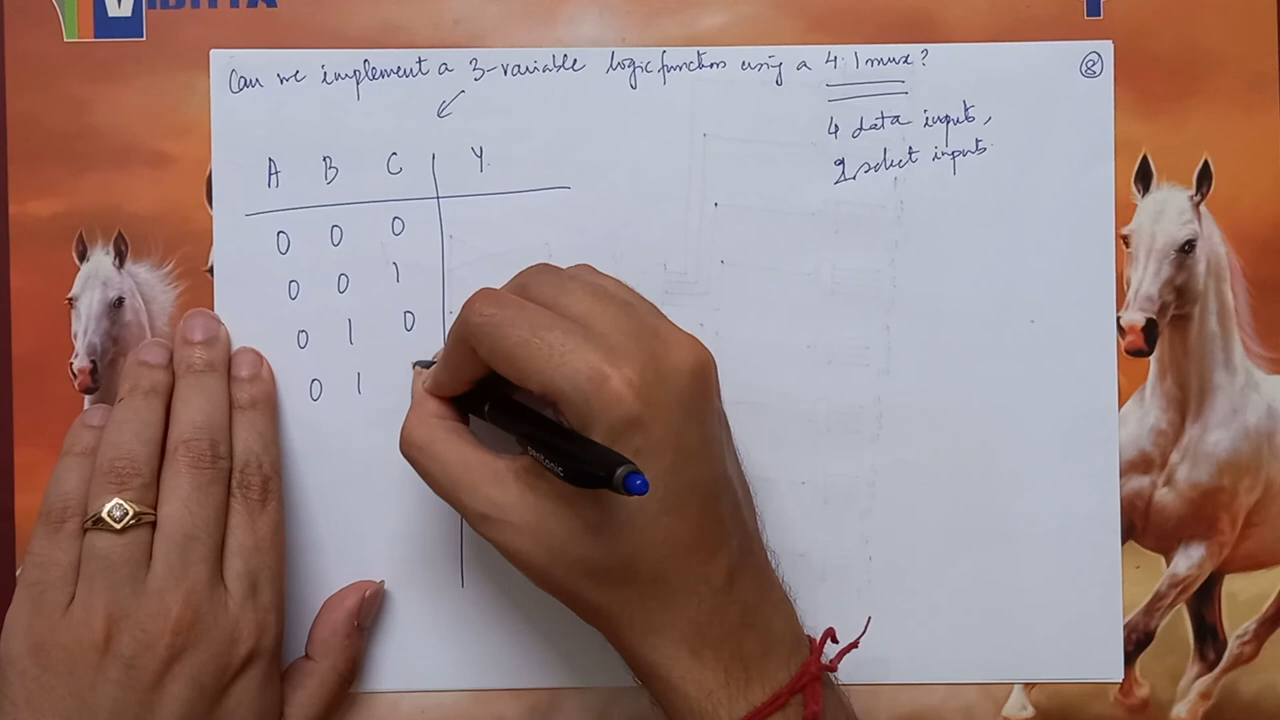 Can we implement a 3-variable logic function using a 4:1 mux?
8
4 data inputs,
2 select inputs.
A B C Y
0 0 0
0 0 1
0 1 0
0 1
pentonic